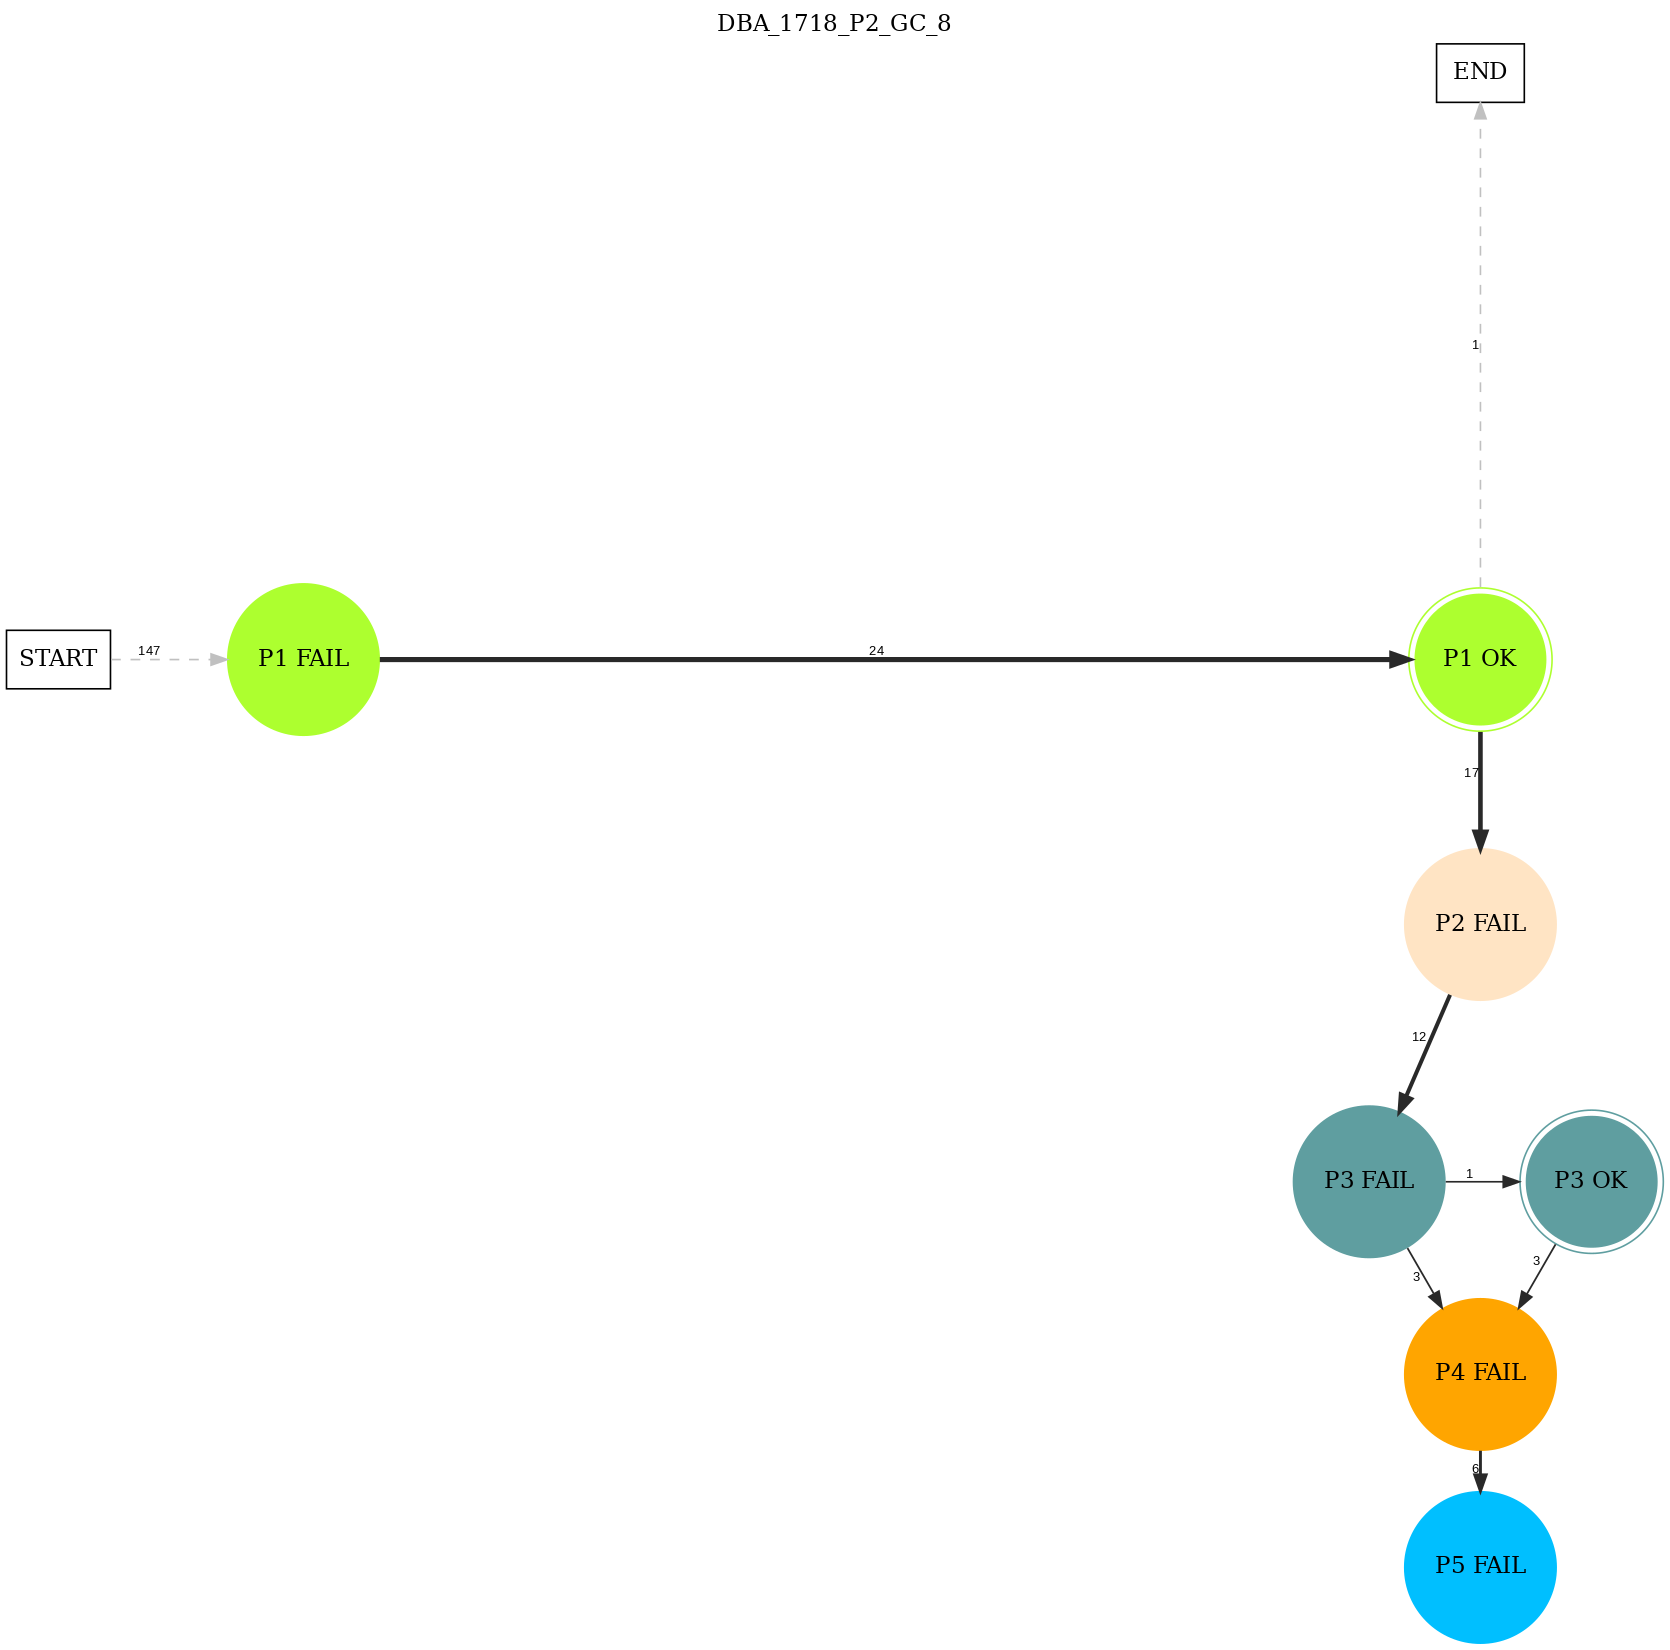 DBA_1718_P2_GC_8
END
1
START
147
P1 FAIL
24
P1 OK
17
P2 FAIL
12
P3 FAIL
1
P3 OK
3
3
P4 FAIL
6
P5 FAIL